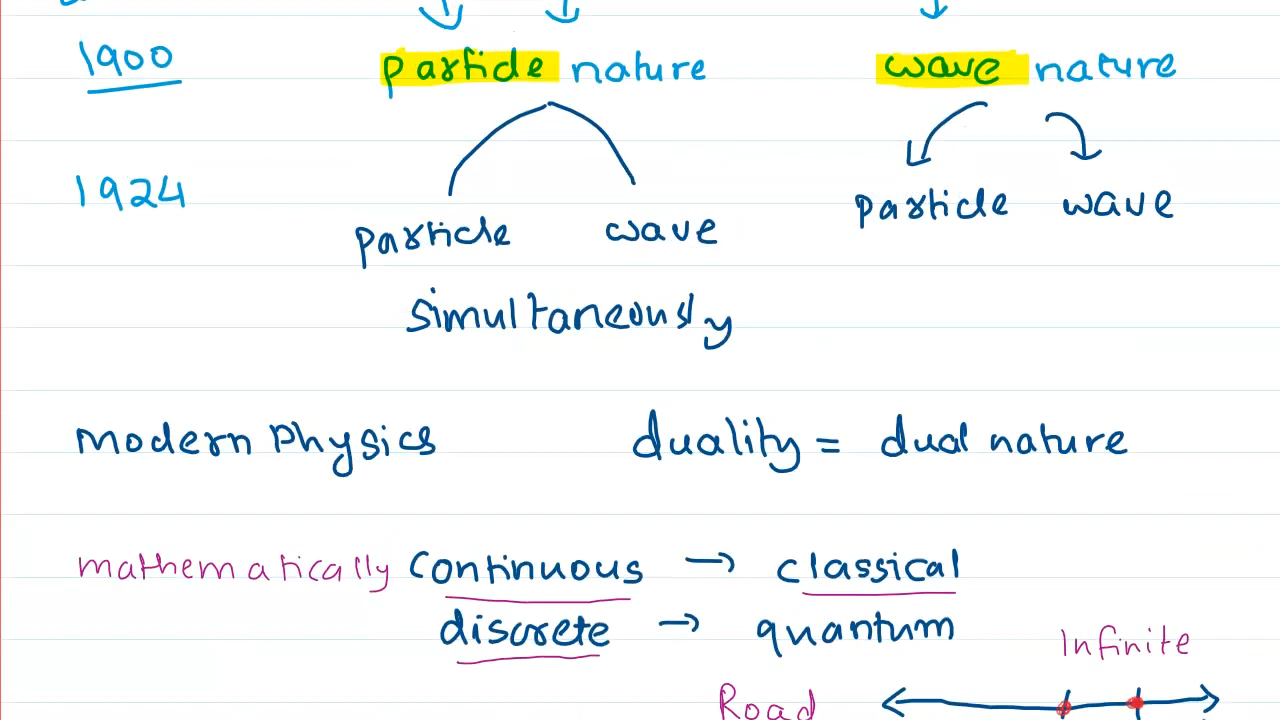 1900 particle nature wave nature
1924 particle wave particle wave
simultaneously
Modern Physics duality = dual nature
mathematically continuous → classical
discrete → quantum
Infinite
Road